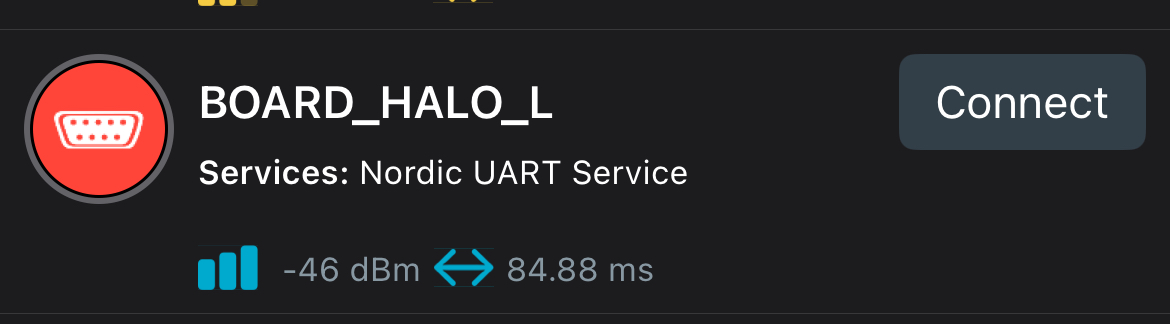 BOARD_HALO_L
Connect
Services: Nordic UART Service
-46 dBm 84.88 ms